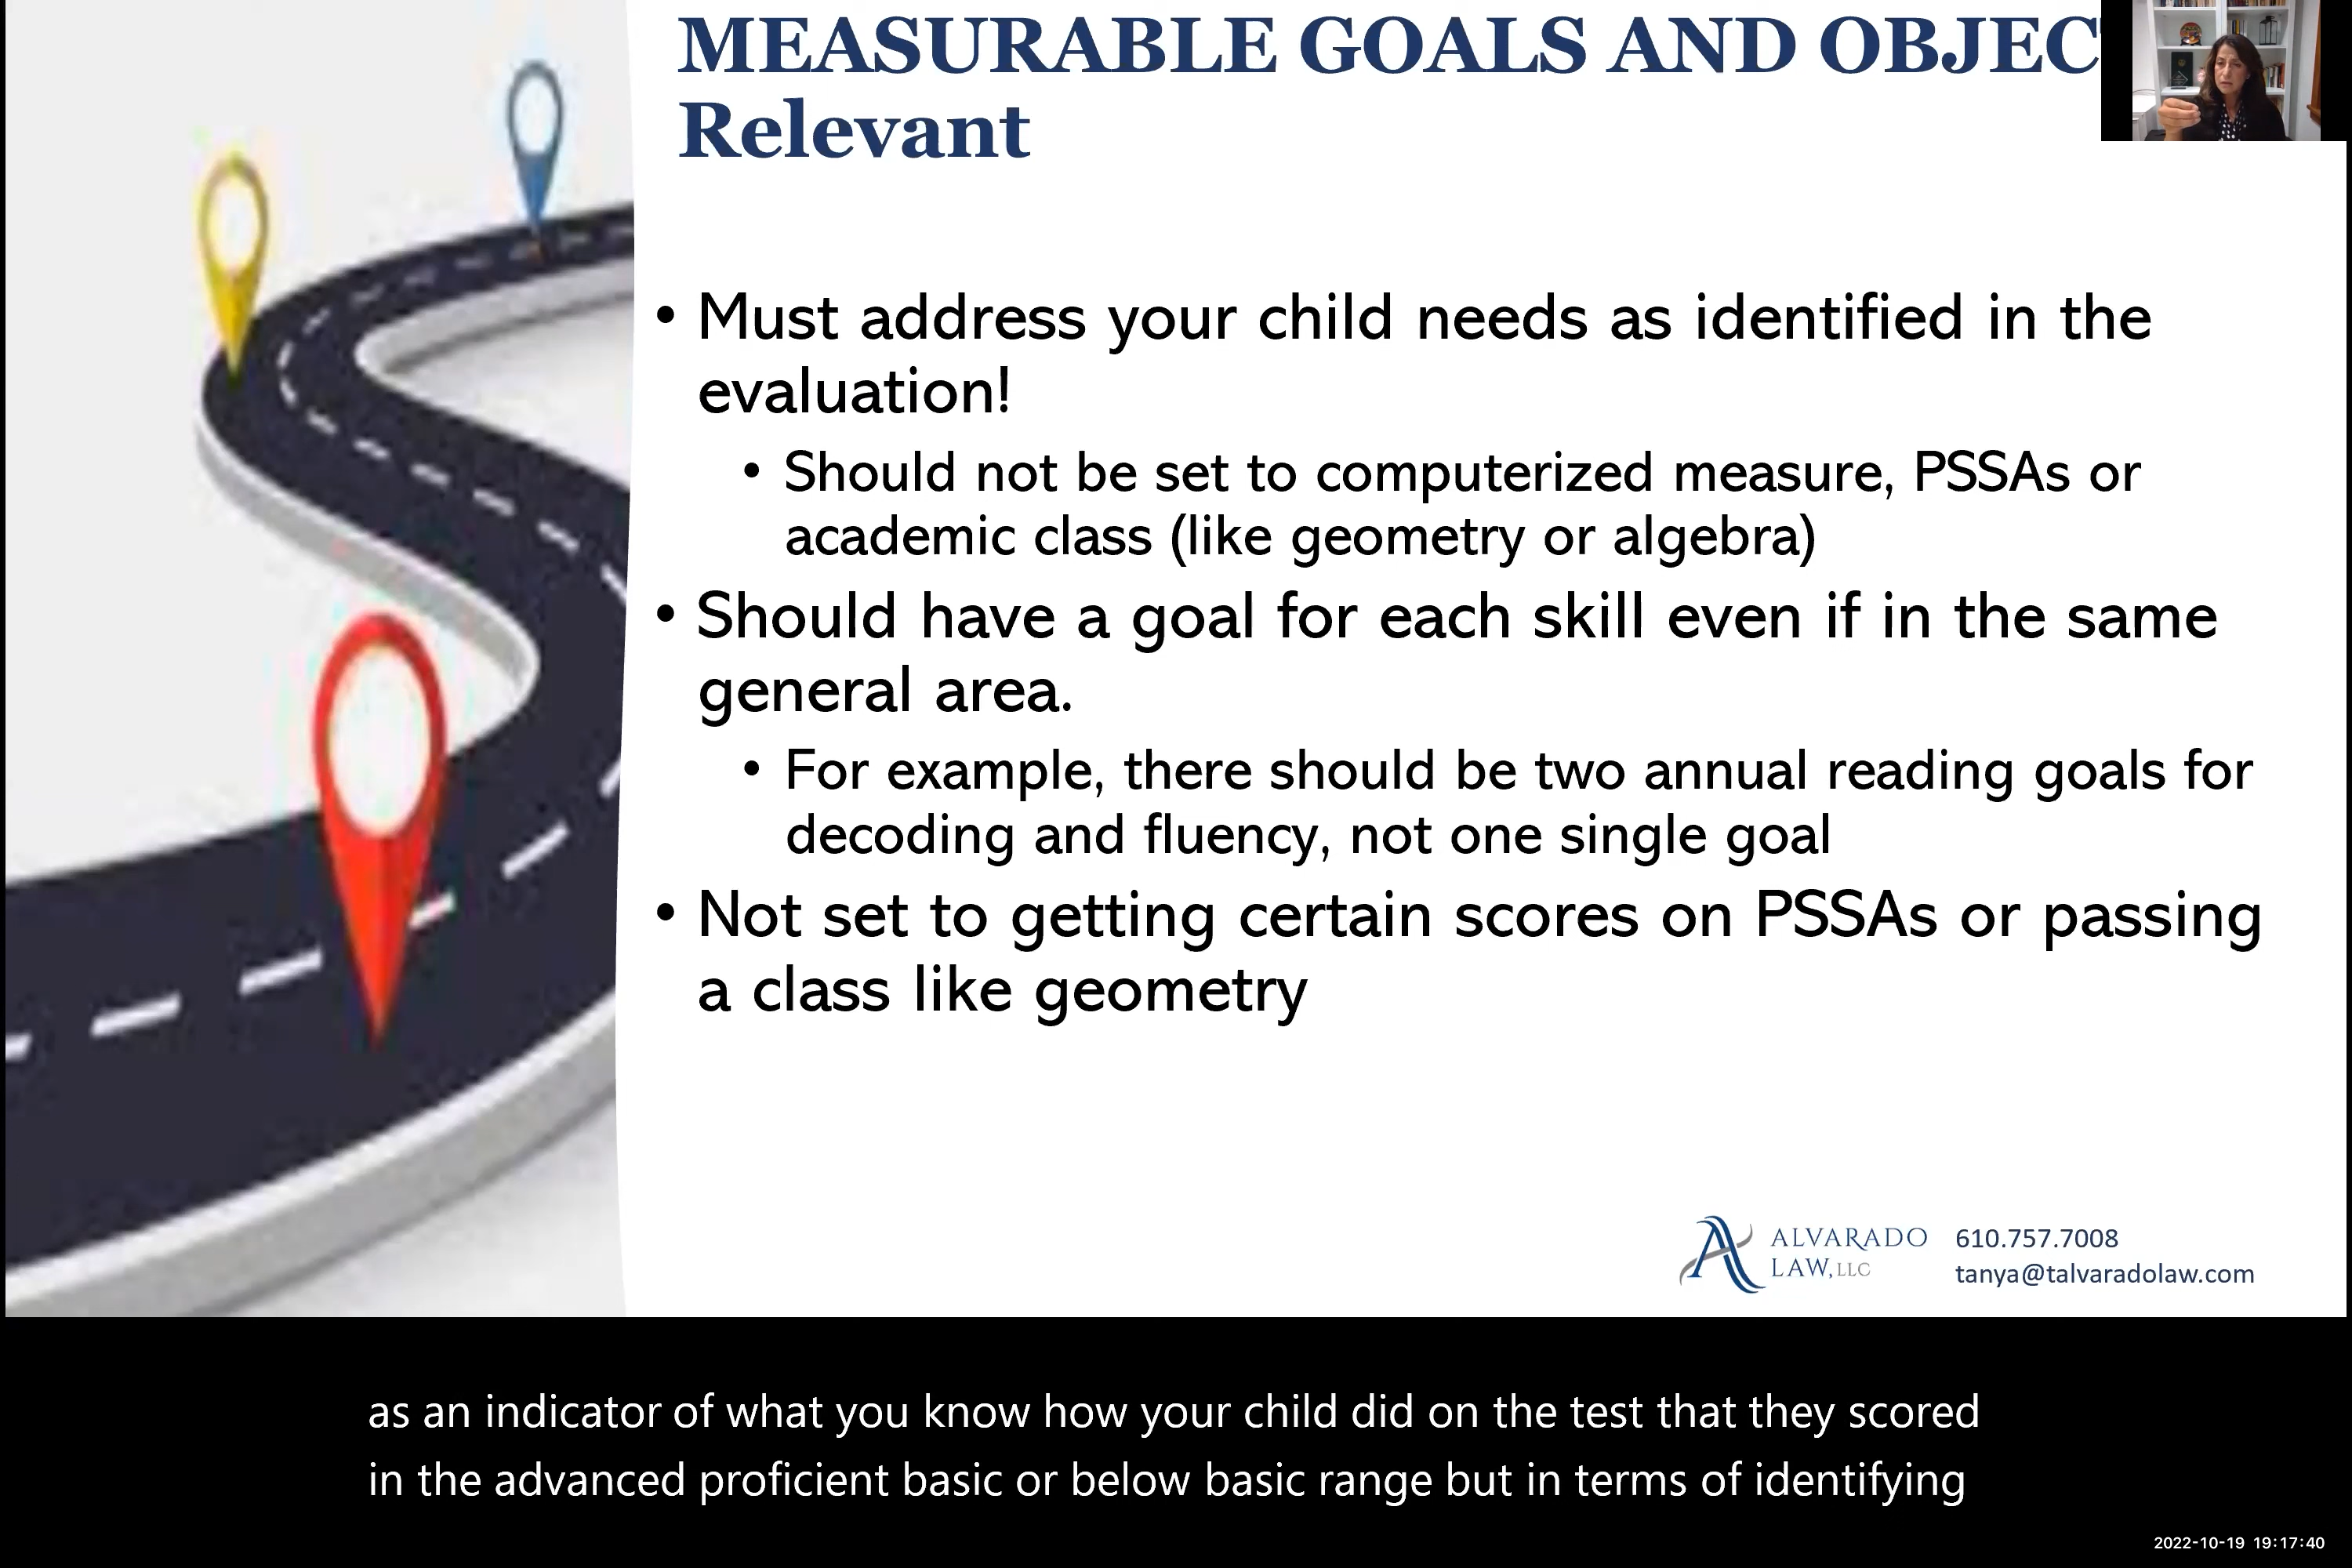 MEASURABLE GOALS AND OBJEC
Relevant
• Must address your child needs as identified in the
evaluation!
• Should not be set to computerized measure, PSSAs or
academic class (like geometry or algebra)
• Should have a goal for each skill even if in the same
general area.
• For example, there should be two annual reading goals for
decoding and fluency, not one single goal
• Not set to getting certain scores on PSSAs or passing
a class like geometry
ALVARADO
LAW, LLC
610.757.7008
tanya@talvaradolaw.com
as an indicator of what you know how your child did on the test that they scored
in the advanced proficient basic or below basic range but in terms of identifying
2022-10-19 19:17:40